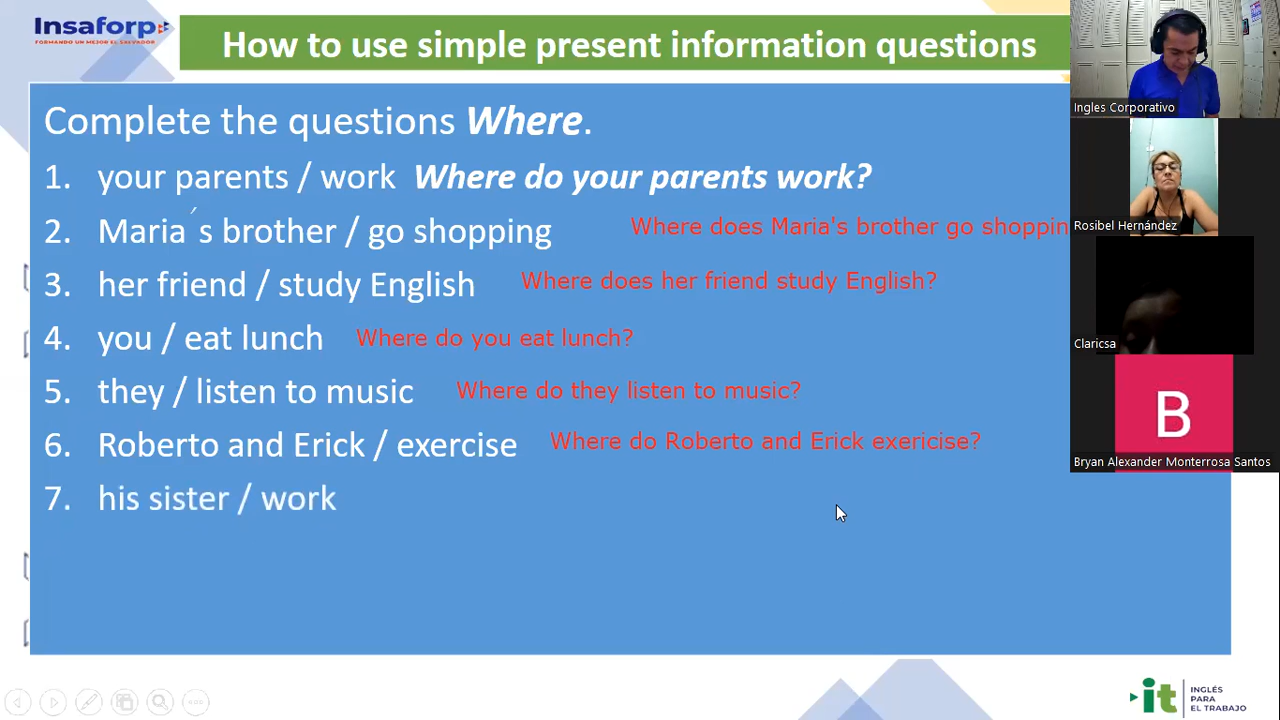 Insaforp
FORMANDO UN MEJOR EL SALVADOR
How to use simple present information questions
Complete the questions Where.
1. your parents / work Where do your parents work?
2. Maria´s brother / go shopping Where does Maria's brother go shoppin
3. her friend / study English Where does her friend study English?
4. you / eat lunch Where do you eat lunch?
5. they / listen to music Where do they listen to music?
6. Roberto and Erick / exercise Where do Roberto and Erick exericise?
7. his sister / work
Ingles Corporativo
Rosibel Hernández
Claricsa
B
Bryan Alexander Monterrosa Santos
it
INGLÉS
PARA
EL TRABAJO